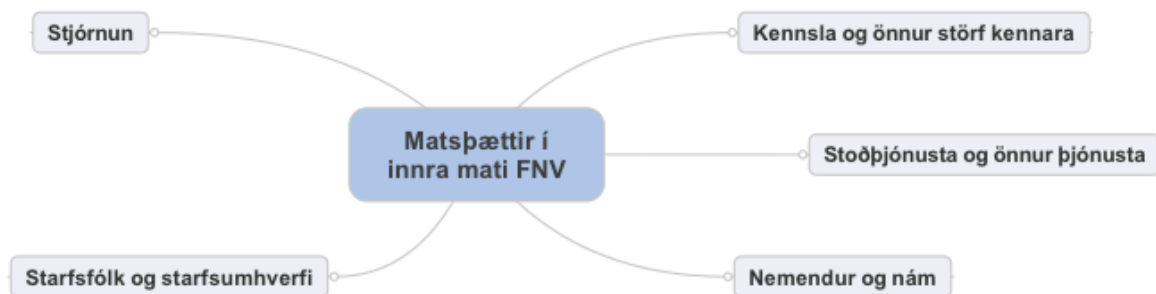 Stjórnun
Kennsla og önnur störf kennara
Matsþættir í
innra mati FNV
Stoðþjónusta og önnur þjónusta
Starfsfólk og starfsumhverfi
Nemendur og nám